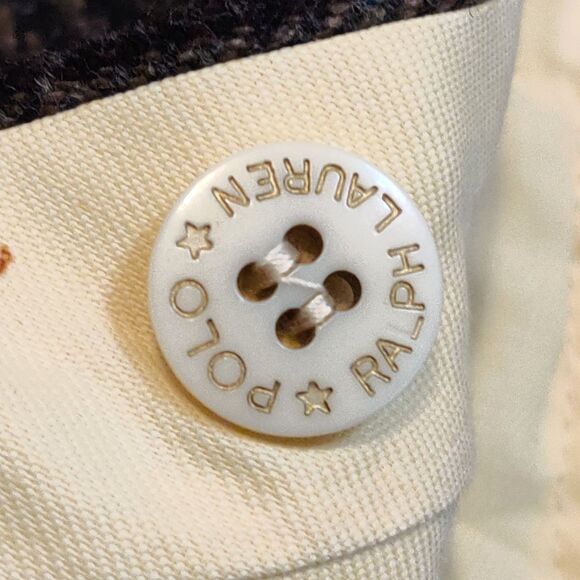 ☆ POLO ☆ RALPH LAUREN